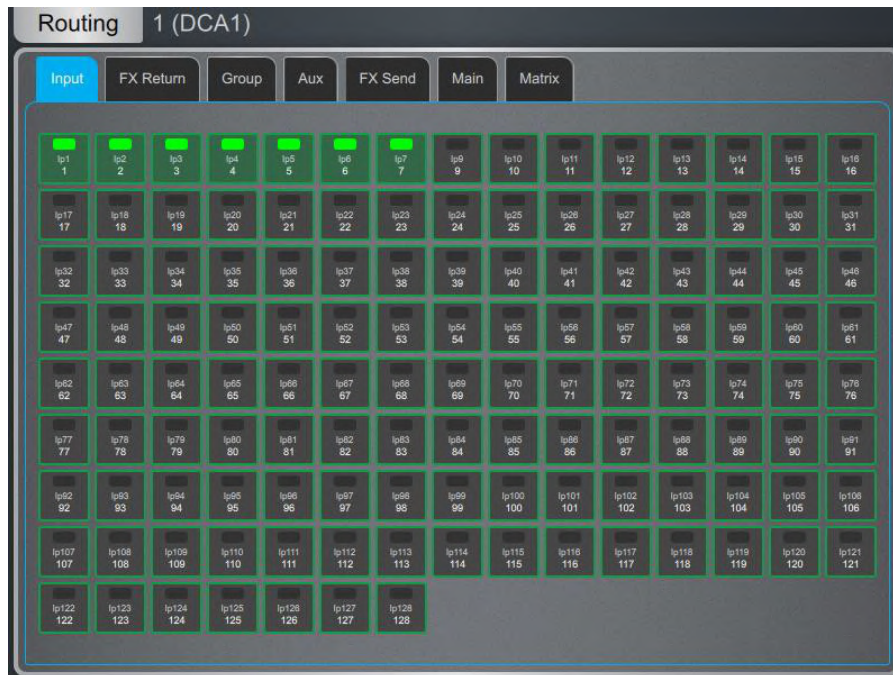 Routing 1 (DCA1)
Input FX Return Group Aux FX Send Main Matrix
Ip1 Ip2 Ip3 Ip4 Ip5 Ip6 Ip7 Ip9 Ip10 Ip11 Ip12 Ip13 Ip14 Ip15 Ip16
1 2 3 4 5 6 7 9 10 11 12 13 14 15 16
Ip17 Ip18 Ip19 Ip20 Ip21 Ip22 Ip23 Ip24 Ip25 Ip26 Ip27 Ip28 Ip29 Ip30 Ip31
17 18 19 20 21 22 23 24 25 26 27 28 29 30 31
Ip32 Ip33 Ip34 Ip35 Ip36 Ip37 Ip38 Ip39 Ip40 Ip41 Ip42 Ip43 Ip44 Ip45 Ip46
32 33 34 35 36 37 38 39 40 41 42 43 44 45 46
Ip47 Ip48 Ip49 Ip50 Ip51 Ip52 Ip53 Ip54 Ip55 Ip56 Ip57 Ip58 Ip59 Ip60 Ip61
47 48 49 50 51 52 53 54 55 56 57 58 59 60 61
Ip62 Ip63 Ip64 Ip65 Ip66 Ip67 Ip68 Ip69 Ip70 Ip71 Ip72 Ip73 Ip74 Ip75 Ip76
62 63 64 65 66 67 68 69 70 71 72 73 74 75 76
Ip77 Ip78 Ip79 Ip80 Ip81 Ip82 Ip83 Ip84 Ip85 Ip86 Ip87 Ip88 Ip89 Ip90 Ip91
77 78 79 80 81 82 83 84 85 86 87 88 89 90 91
Ip92 Ip93 Ip94 Ip95 Ip96 Ip97 Ip98 Ip99 Ip100 Ip101 Ip102 Ip103 Ip104 Ip105 Ip106
92 93 94 95 96 97 98 99 100 101 102 103 104 105 106
Ip107 Ip108 Ip109 Ip110 Ip111 Ip112 Ip113 Ip114 Ip115 Ip116 Ip117 Ip118 Ip119 Ip120 Ip121
107 108 109 110 111 112 113 114 115 116 117 118 119 120 121
Ip122 Ip123 Ip124 Ip125 Ip126 Ip127 Ip128
122 123 124 125 126 127 128